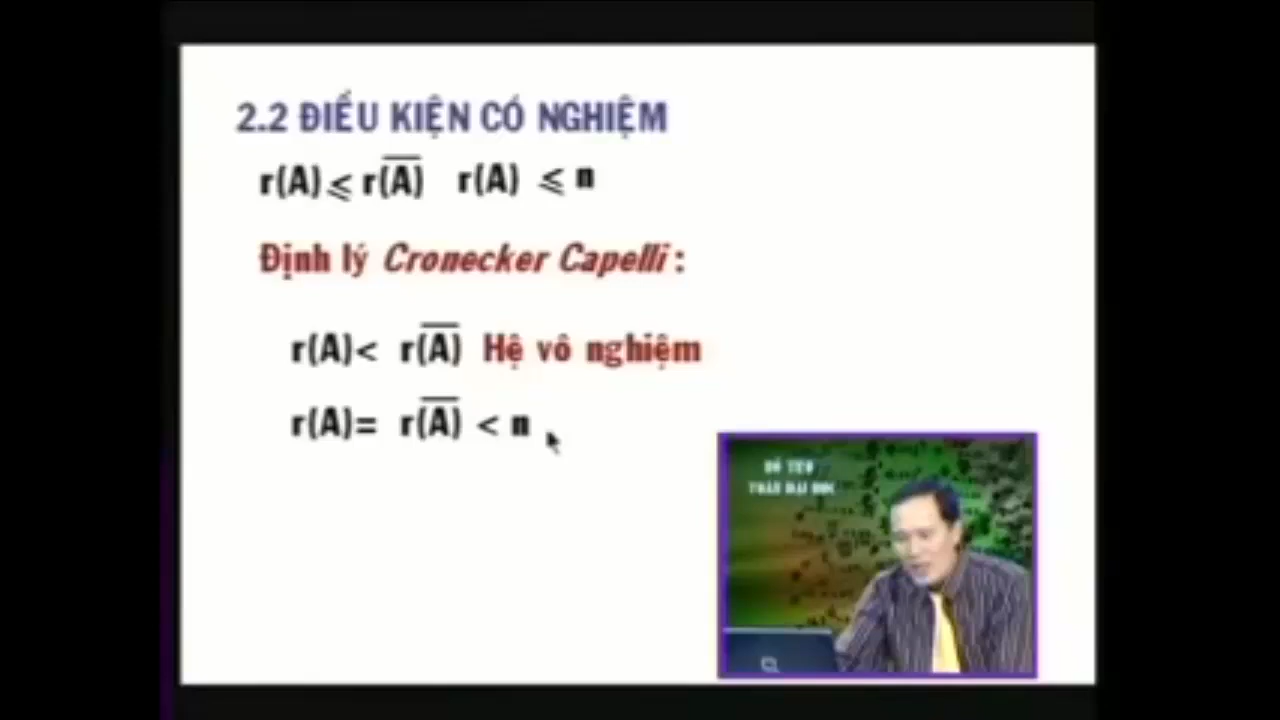 2.2 ĐIỀU KIỆN CÓ NGHIỆM
r(A) ⩽ r(A̅) r(A) ⩽ n
Định lý Cronecker Capelli :
r(A)< r(A̅) Hệ vô nghiệm
r(A)= r(A̅) < n